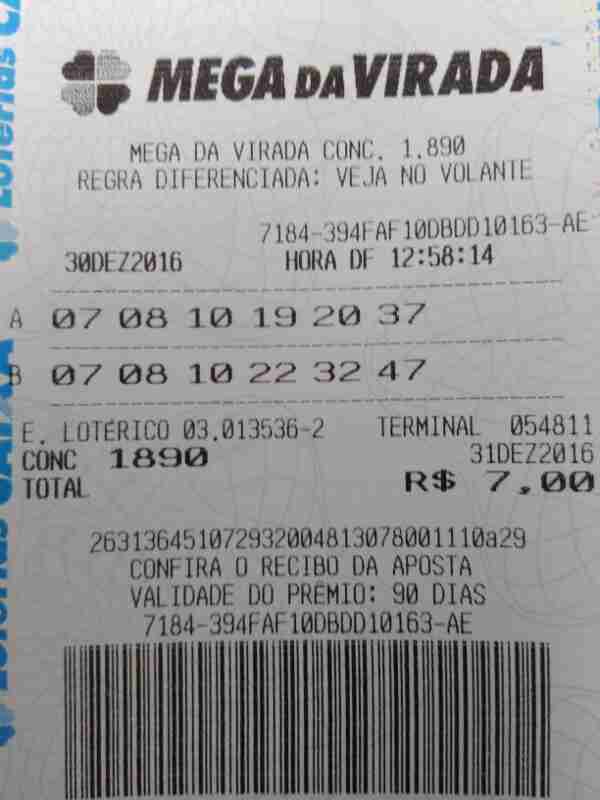 MEGA DA VIRADA
MEGA DA VIRADA CONC. 1.890
REGRA DIFERENCIADA: VEJA NO VOLANTE
7184-394FAF10DBDD10163-AE
30DEZ2016 HORA DF 12:58:14
A 07 08 10 19 20 37
B 07 08 10 22 32 47
E. LOTÉRICO 03.013536-2 TERMINAL 054811
CONC 1890 31DEZ2016
TOTAL R$ 7,00
263136451072932004813078001110a29
CONFIRA O RECIBO DA APOSTA
VALIDADE DO PRÊMIO: 90 DIAS
7184-394FAF10DBDD10163-AE
Loterias CAIXA